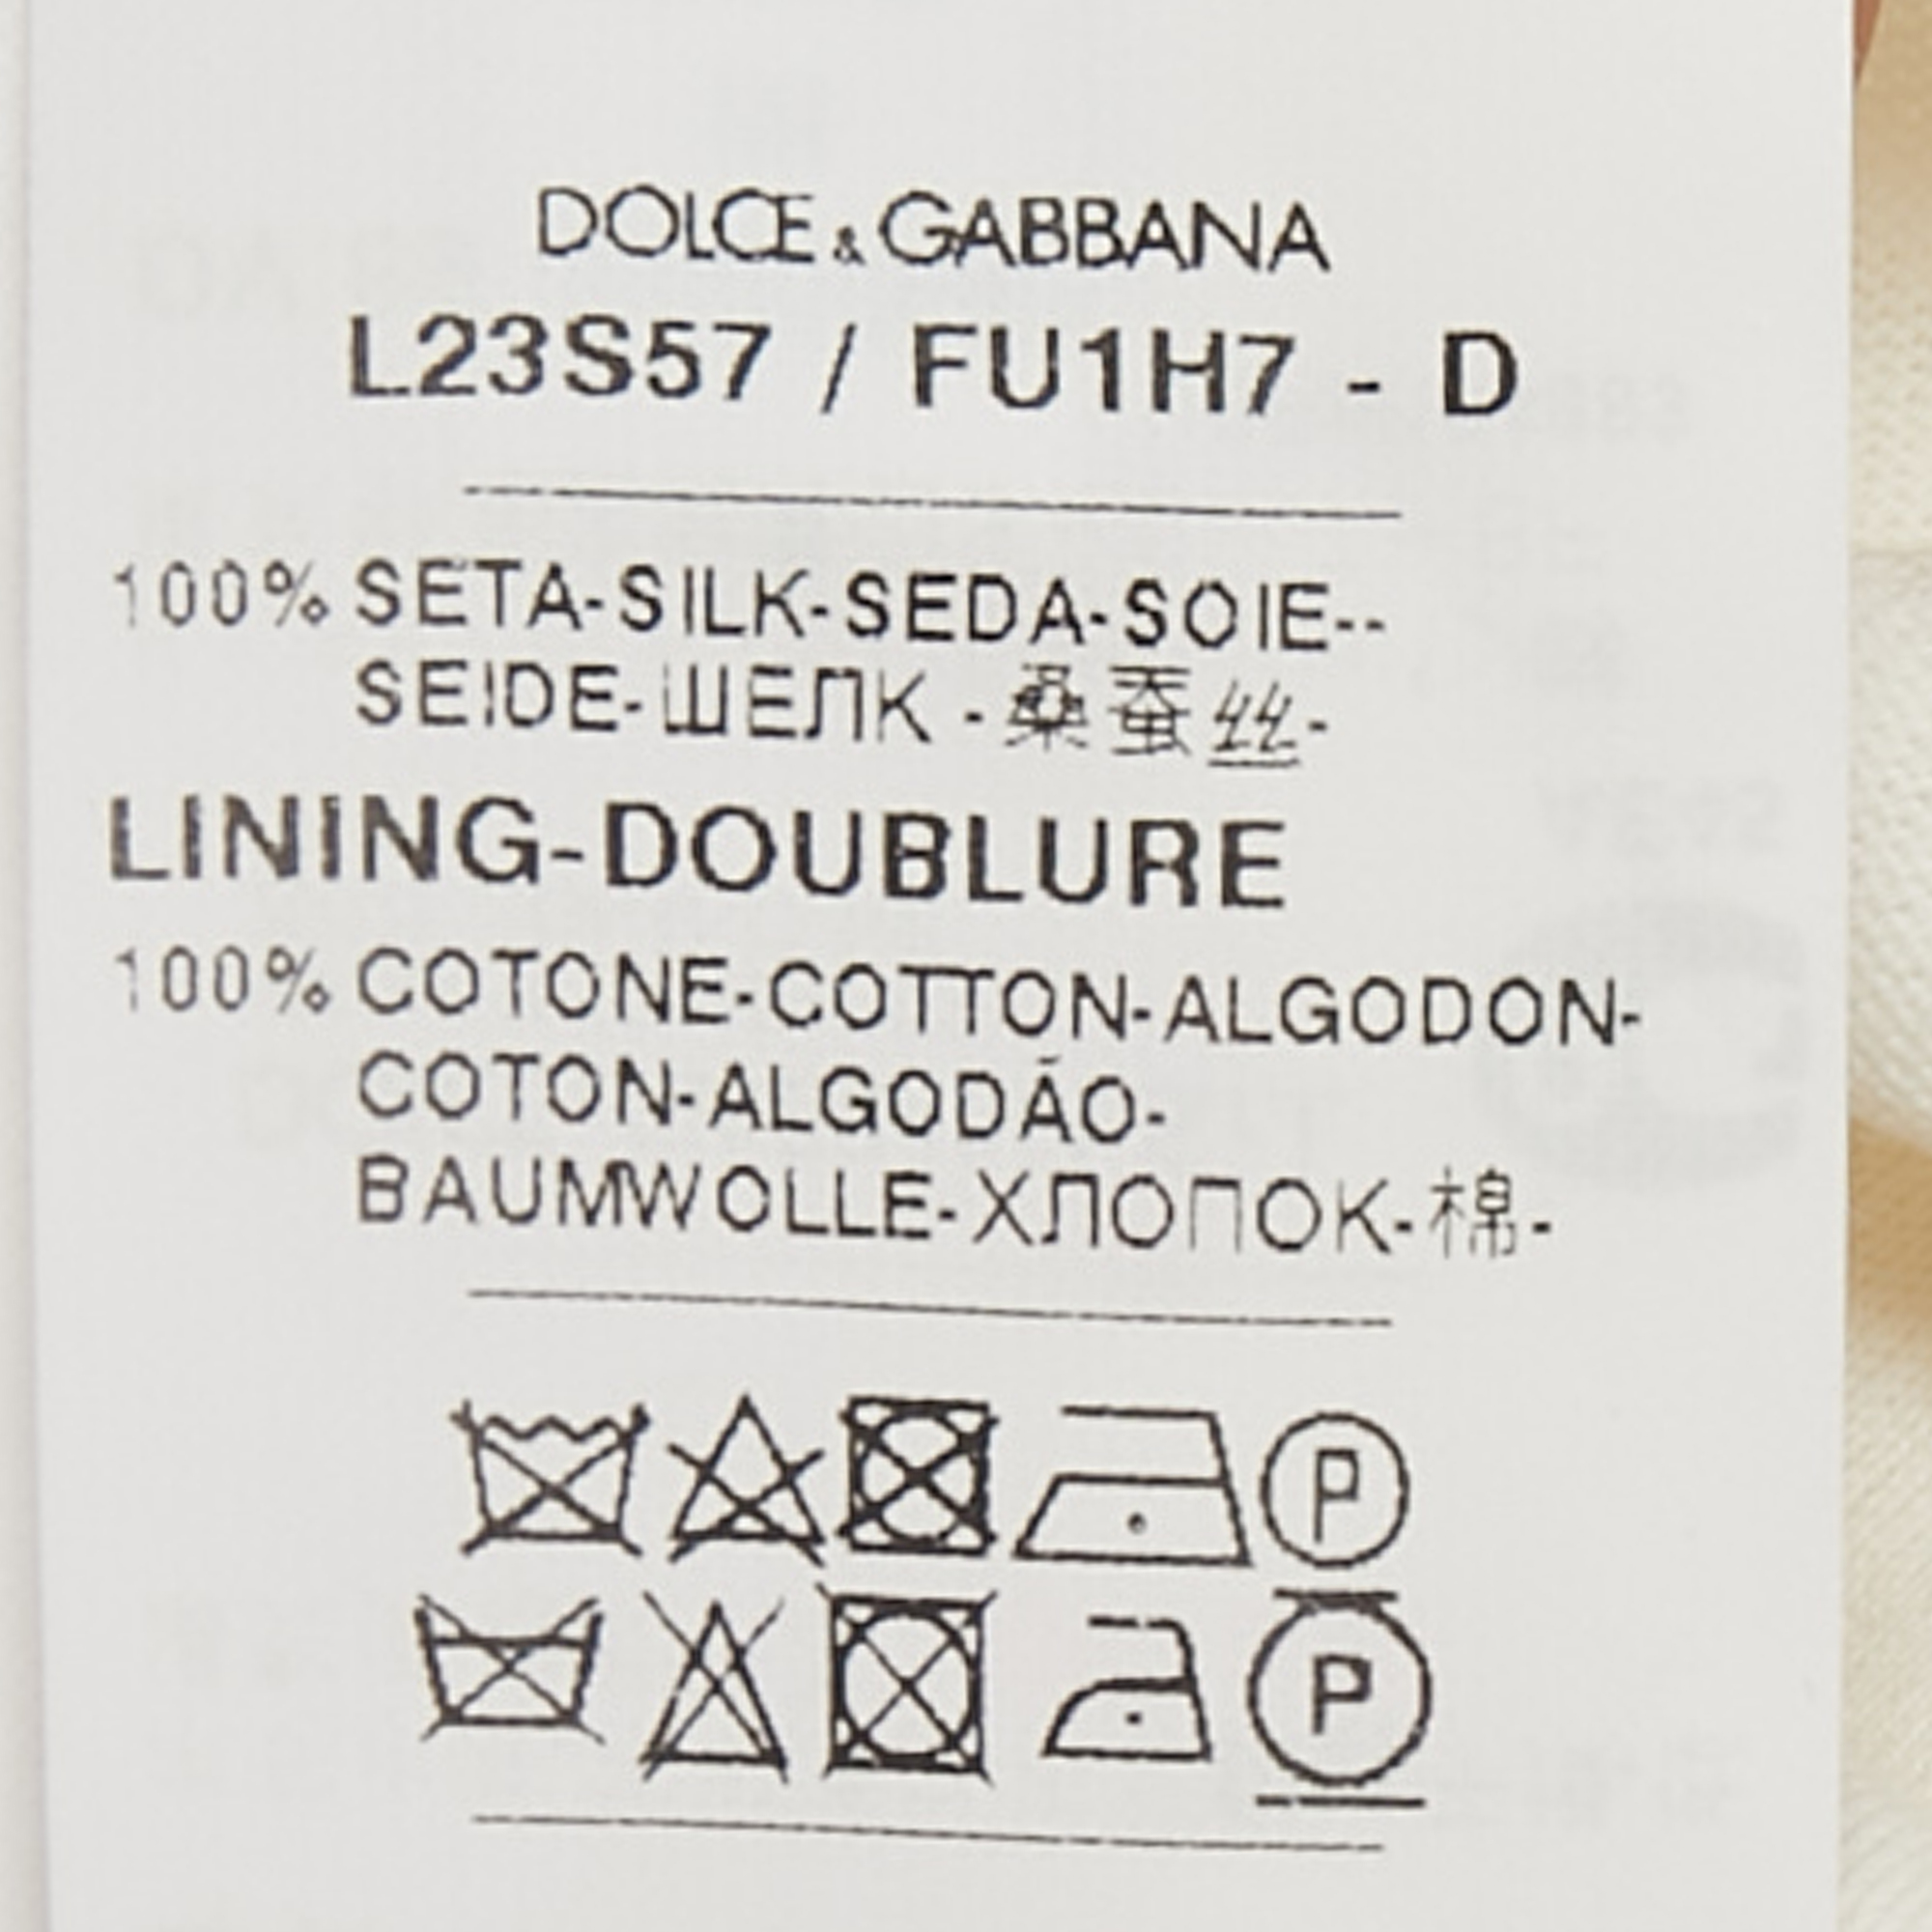 DOLCE & GABBANA
L23S57 / FU1H7 - D
100% SETA-SILK-SEDA-SOIE--
SEIDE-ШЕЛК -桑蚕丝-
LINING-DOUBLURE
100% COTONE-COTTON-ALGODON-
COTON-ALGODÃO-
BAUMWOLLE-ХЛОПОК-棉-
P
P